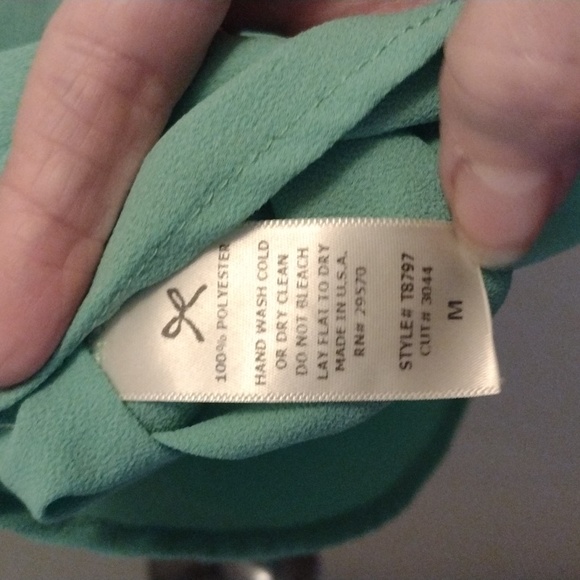 100% POLYESTER
HAND WASH COLD
OR DRY CLEAN
DO NOT BLEACH
LAY FLAT TO DRY
MADE IN U.S.A.
RN# 29570
STYLE# T8797
CUT# 3044
M